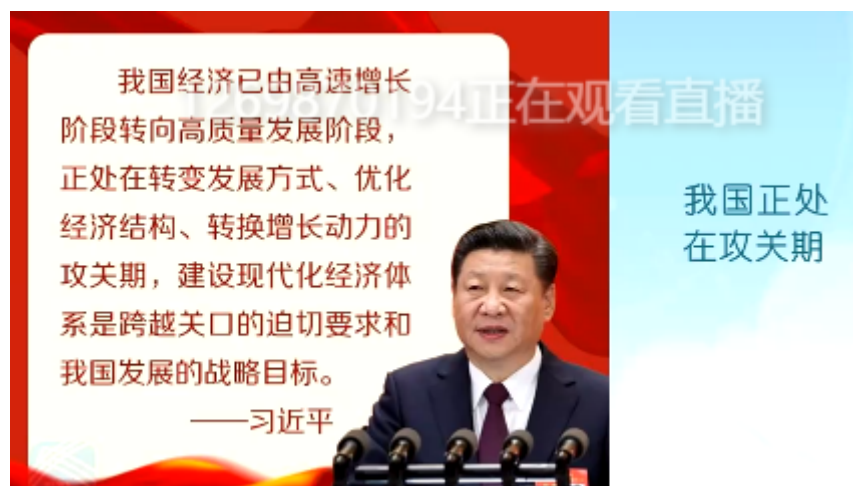 我国经济已由高速增长
阶段转向高质量发展阶段，
正处在转变发展方式、优化
经济结构、转换增长动力的
攻关期，建设现代化经济体
系是跨越关口的迫切要求和
我国发展的战略目标。
——习近平
1269870194正在观看直播
我国正处
在攻关期